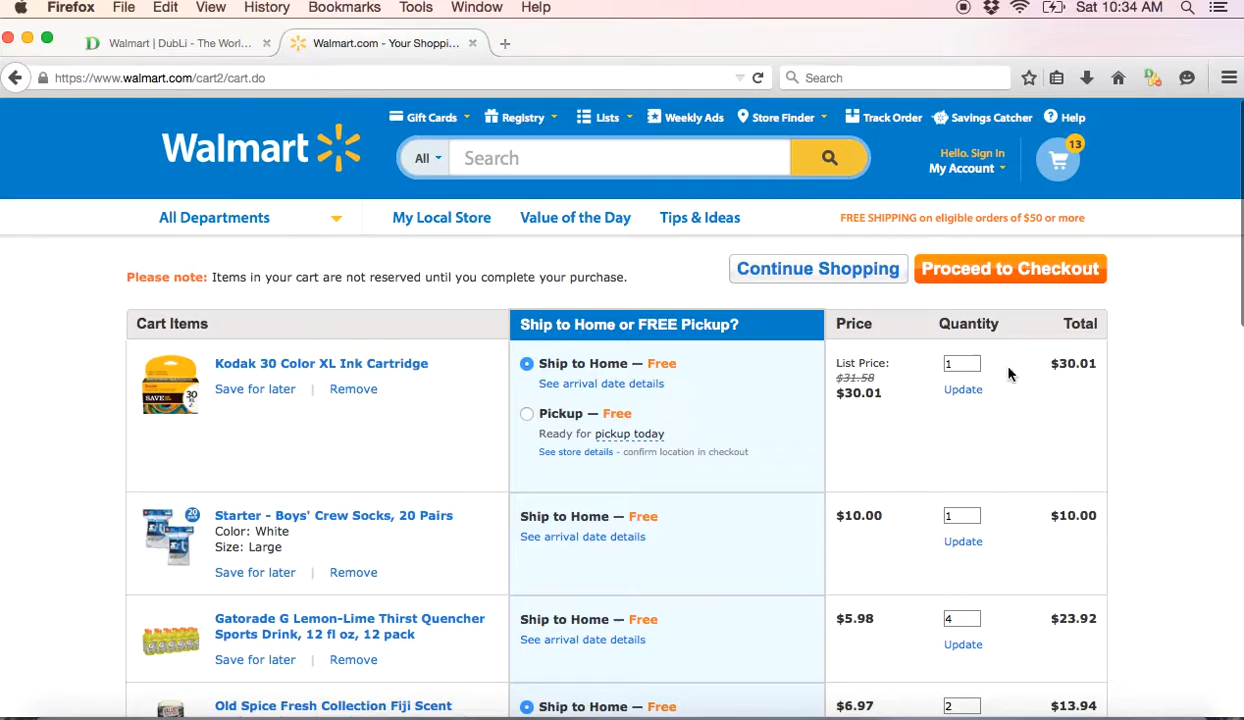 Firefox File Edit View History Bookmarks Tools Window Help Sat 10:34 AM
Walmart | DubLi - The Worl... × Walmart.com - Your Shoppi... × +
https://www.walmart.com/cart2/cart.do Search
Gift Cards Registry Lists Weekly Ads Store Finder Track Order Savings Catcher Help
Walmart All Search Hello. Sign In My Account 13
All Departments My Local Store Value of the Day Tips & Ideas FREE SHIPPING on eligible orders of $50 or more
Please note: Items in your cart are not reserved until you complete your purchase. Continue Shopping Proceed to Checkout
Cart Items Ship to Home or FREE Pickup? Price Quantity Total
Kodak 30 Color XL Ink Cartridge Ship to Home — Free List Price: 1 $30.01
Save for later | Remove See arrival date details $31.58 Update
$30.01
Pickup — Free
Ready for pickup today
See store details - confirm location in checkout
Starter - Boys' Crew Socks, 20 Pairs Ship to Home — Free $10.00 1 $10.00
Color: White See arrival date details Update
Size: Large
Save for later | Remove
Gatorade G Lemon-Lime Thirst Quencher Ship to Home — Free $5.98 4 $23.92
Sports Drink, 12 fl oz, 12 pack See arrival date details Update
Save for later | Remove
Old Spice Fresh Collection Fiji Scent Ship to Home — Free $6.97 2 $13.94